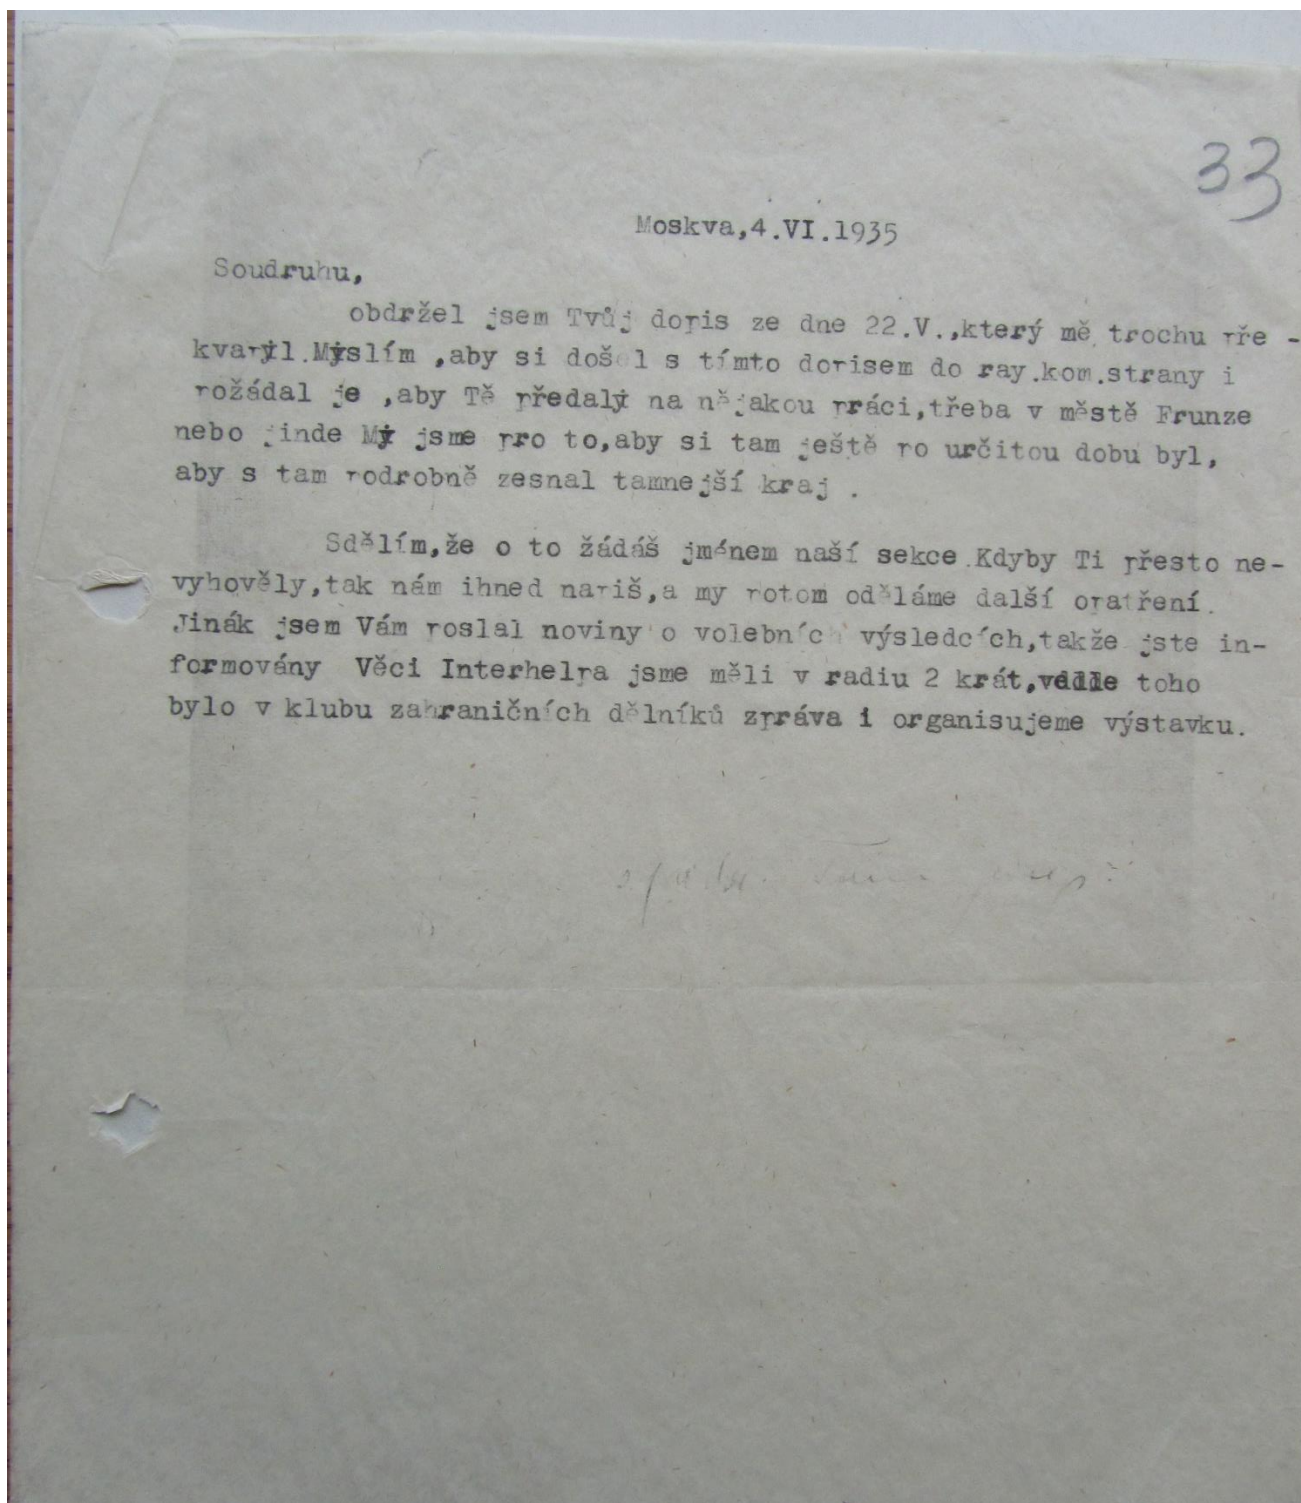 33
Moskva,4.VI.1935
Soudruhu,
obdržel jsem Tvůj dopis ze dne 22.V.,který mě trochu pře -
kvapil.Myslím ,aby si došel s tímto dopisem do ray.kom.strany i
požádal je ,aby Tě předaly na nějakou práci,třeba v městě Frunze
nebo jinde My jsme pro to,aby si tam ještě po určitou dobu byl,
aby s tam podrobně zesnal tamnejší kraj .
Sdělím,že o to žádáš jménem naší sekce.Kdyby Ti přesto ne-
vyhověly,tak nám ihned napiš,a my potom oděláme další opatření.
Jinák jsem Vám poslal noviny o volebních výsledcích,takže jste in-
formovány Věci Interhelpa jsme měli v radiu 2 krát,vedle toho
bylo v klubu zahraničních dělníků zpráva i organisujeme výstavku.